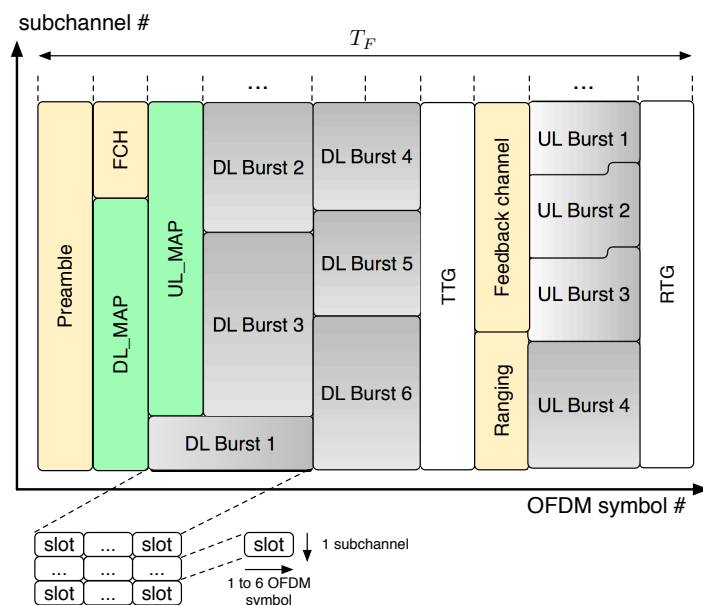 subchannel #
T_F
... ...
Preamble
FCH
DL_MAP
UL_MAP
DL Burst 2
DL Burst 3
DL Burst 1
DL Burst 4
DL Burst 5
DL Burst 6
TTG
Feedback channel
Ranging
UL Burst 1
UL Burst 2
UL Burst 3
UL Burst 4
RTG
OFDM symbol #
slot ... slot
... ... ...
slot ... slot
slot
1 subchannel
1 to 6 OFDM
symbol